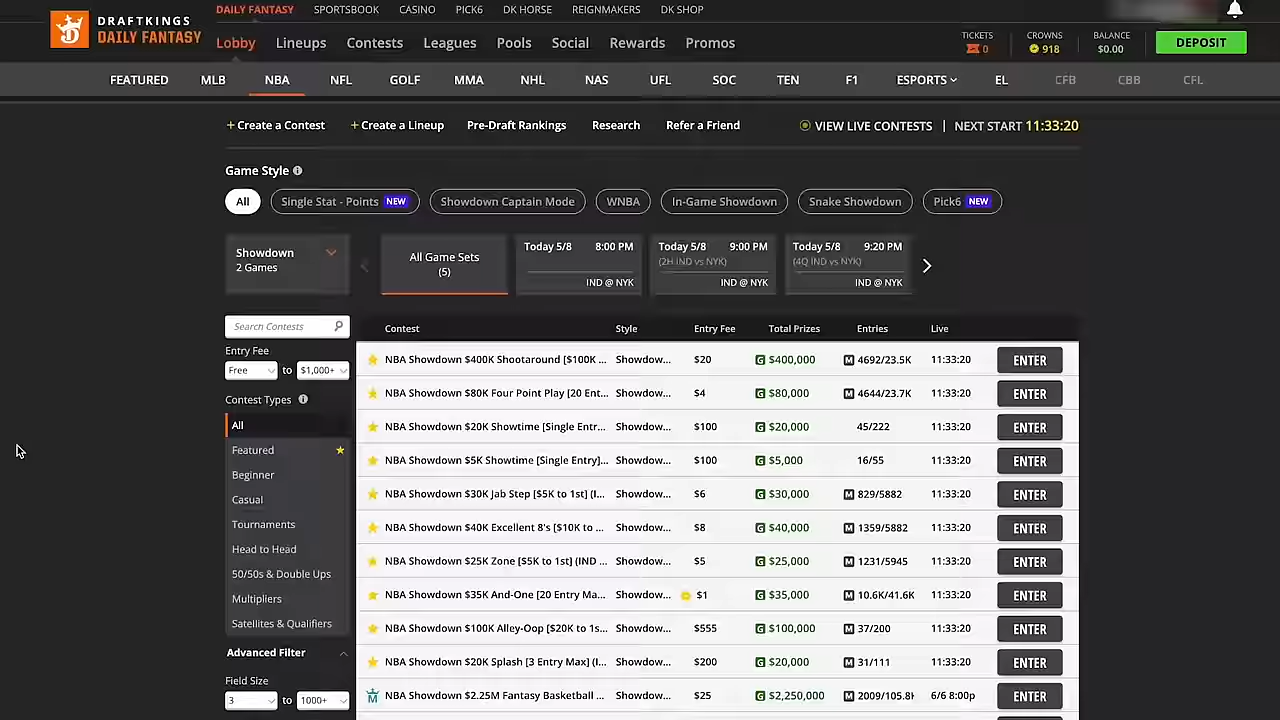 DAILY FANTASY SPORTSBOOK CASINO PICK6 DK HORSE REIGNMAKERS DK SHOP
DRAFTKINGS
DAILY FANTASY
Lobby Lineups Contests Leagues Pools Social Rewards Promos
TICKETS 0
CROWNS 918
BALANCE $0.00
DEPOSIT
FEATURED MLB NBA NFL GOLF MMA NHL NAS UFL SOC TEN F1 ESPORTS EL CFB CBB CFL
+ Create a Contest + Create a Lineup Pre-Draft Rankings Research Refer a Friend VIEW LIVE CONTESTS | NEXT START 11:33:20
Game Style
All Single Stat - Points NEW Showdown Captain Mode WNBA In-Game Showdown Snake Showdown Pick6 NEW
Showdown
2 Games
All Game Sets
(5)
Today 5/8 8:00 PM
IND @ NYK
Today 5/8 9:00 PM
(2H IND vs NYK)
IND @ NYK
Today 5/8 9:20 PM
(4Q IND vs NYK)
IND @ NYK
Search Contests
Entry Fee
Free to $1,000+
Contest Types
All
Featured
Beginner
Casual
Tournaments
Head to Head
50/50s & Double Ups
Multipliers
Satellites & Qualifiers
Advanced Filter
Field Size
3 to 1000+
Contest Style Entry Fee Total Prizes Entries Live
NBA Showdown $400K Shootaround [$100K ... Showdow... $20 G $400,000 M 4692/23.5K 11:33:20 ENTER
NBA Showdown $80K Four Point Play [20 Ent... Showdow... $4 G $80,000 M 4644/23.7K 11:33:20 ENTER
NBA Showdown $20K Showtime [Single Entr... Showdow... $100 G $20,000 45/222 11:33:20 ENTER
NBA Showdown $5K Showtime [Single Entry]... Showdow... $100 G $5,000 16/55 11:33:20 ENTER
NBA Showdown $30K Jab Step [$5K to 1st] (I... Showdow... $6 G $30,000 M 829/5882 11:33:20 ENTER
NBA Showdown $40K Excellent 8's [$10K to ... Showdow... $8 G $40,000 M 1359/5882 11:33:20 ENTER
NBA Showdown $25K Zone [$5K to 1st] (IND ... Showdow... $5 G $25,000 M 1231/5945 11:33:20 ENTER
NBA Showdown $35K And-One [20 Entry Ma... Showdow... $1 G $35,000 M 10.6K/41.6K 11:33:20 ENTER
NBA Showdown $100K Alley-Oop [$20K to 1s... Showdow... $555 G $100,000 M 37/200 11:33:20 ENTER
NBA Showdown $20K Splash [3 Entry Max] (I... Showdow... $200 G $20,000 M 31/111 11:33:20 ENTER
M NBA Showdown $2.25M Fantasy Basketball ... Showdow... $25 G $2,250,000 M 2009/105.8 6/6 8:00p ENTER